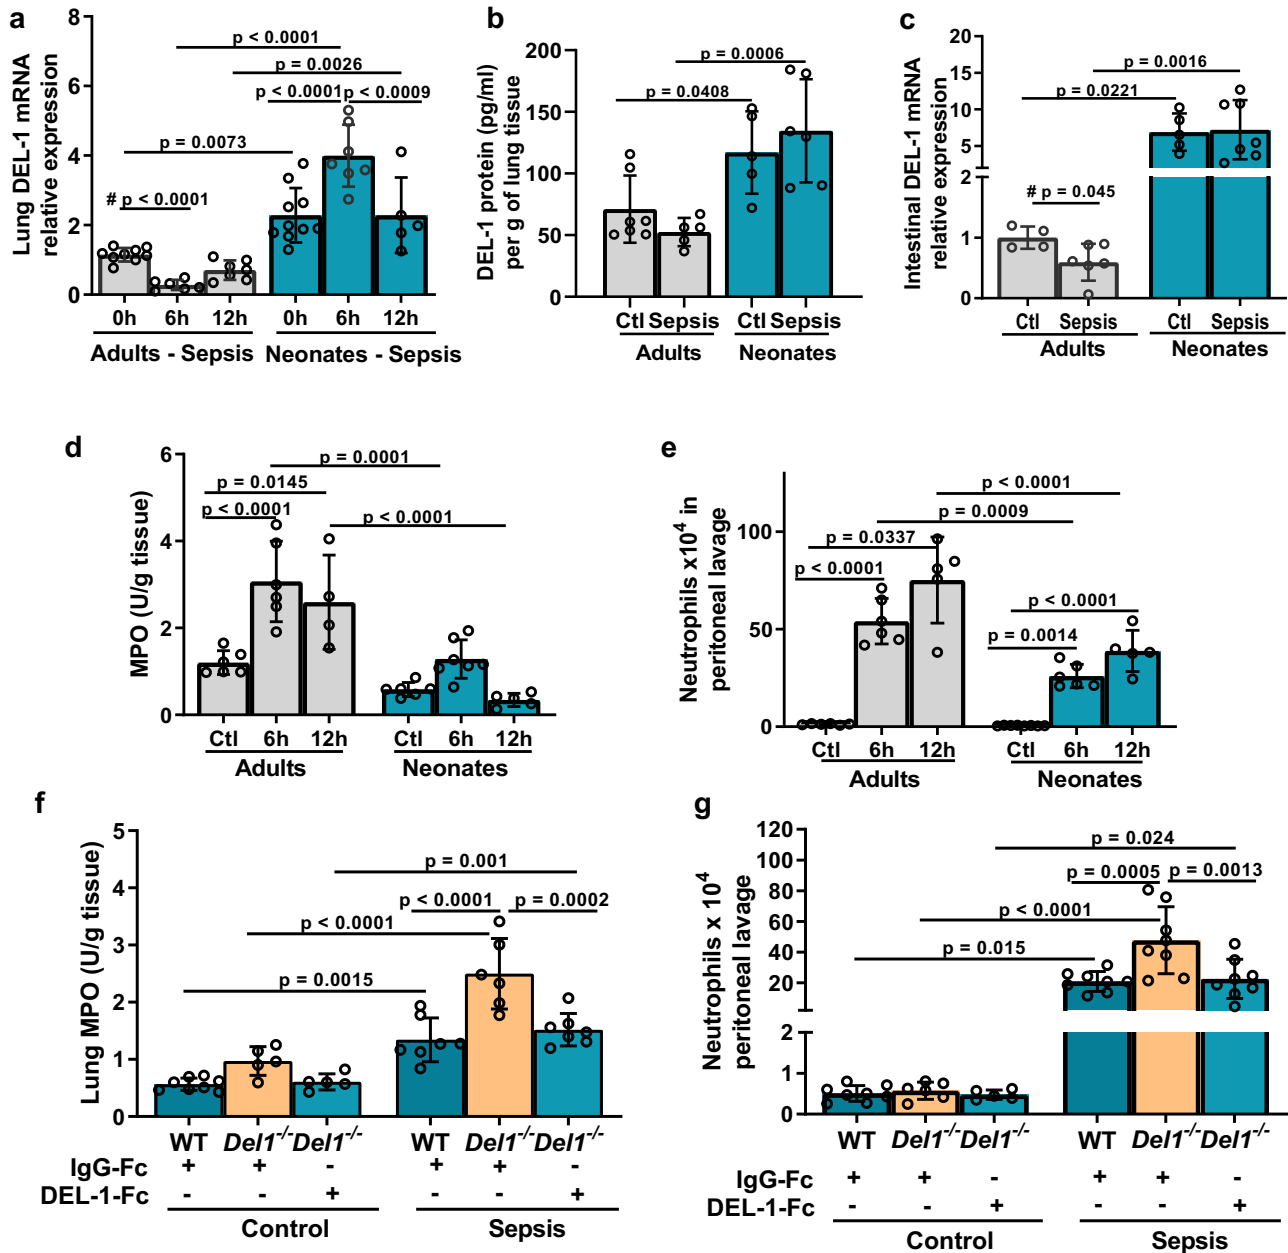 a
Lung DEL-1 mRNA
relative expression
8
6
4
2
0
p < 0.0001
p = 0.0026
p <0.0001 p <0.0009
p = 0.0073
# p < 0.0001
0h 6h 12h 0h 6h 12h
Adults - Sepsis Neonates - Sepsis
b
DEL-1 protein (pg/ml)
per g of lung tissue
200
150
100
50
0
p = 0.0006
p = 0.0408
Ctl Sepsis Ctl Sepsis
Adults Neonates
c
Intestinal DEL-1 mRNA
relative expression
20
15
10
5
2
1
0
p = 0.0016
p = 0.0221
# p = 0.045
Ctl Sepsis Ctl Sepsis
Adults Neonates
d
MPO (U/g tissue)
6
4
2
0
p = 0.0001
p = 0.0145
p <0.0001
p < 0.0001
Ctl 6h 12h Ctl 6h 12h
Adults Neonates
e
Neutrophils x10⁴ in
peritoneal lavage
100
50
0
p <0.0001
p = 0.0009
p = 0.0337
p <0.0001
p <0.0001
p = 0.0014
Ctl 6h 12h Ctl 6h 12h
Adults Neonates
f
Lung MPO (U/g tissue)
5
4
3
2
1
0
p = 0.001
p <0.0001 p = 0.0002
p <0.0001
p = 0.0015
WT Del1-/- Del1-/- WT Del1-/- Del1-/-
IgG-Fc + + - + + -
DEL-1-Fc - - + - - +
Control Sepsis
g
Neutrophils x 10⁴
peritoneal lavage
120
100
80
60
40
20
2
1
0
p = 0.024
p = 0.0005 p = 0.0013
p < 0.0001
p = 0.015
WT Del1-/- Del1-/- WT Del1-/- Del1-/-
IgG-Fc + + - + + -
DEL-1-Fc - - + - - +
Control Sepsis